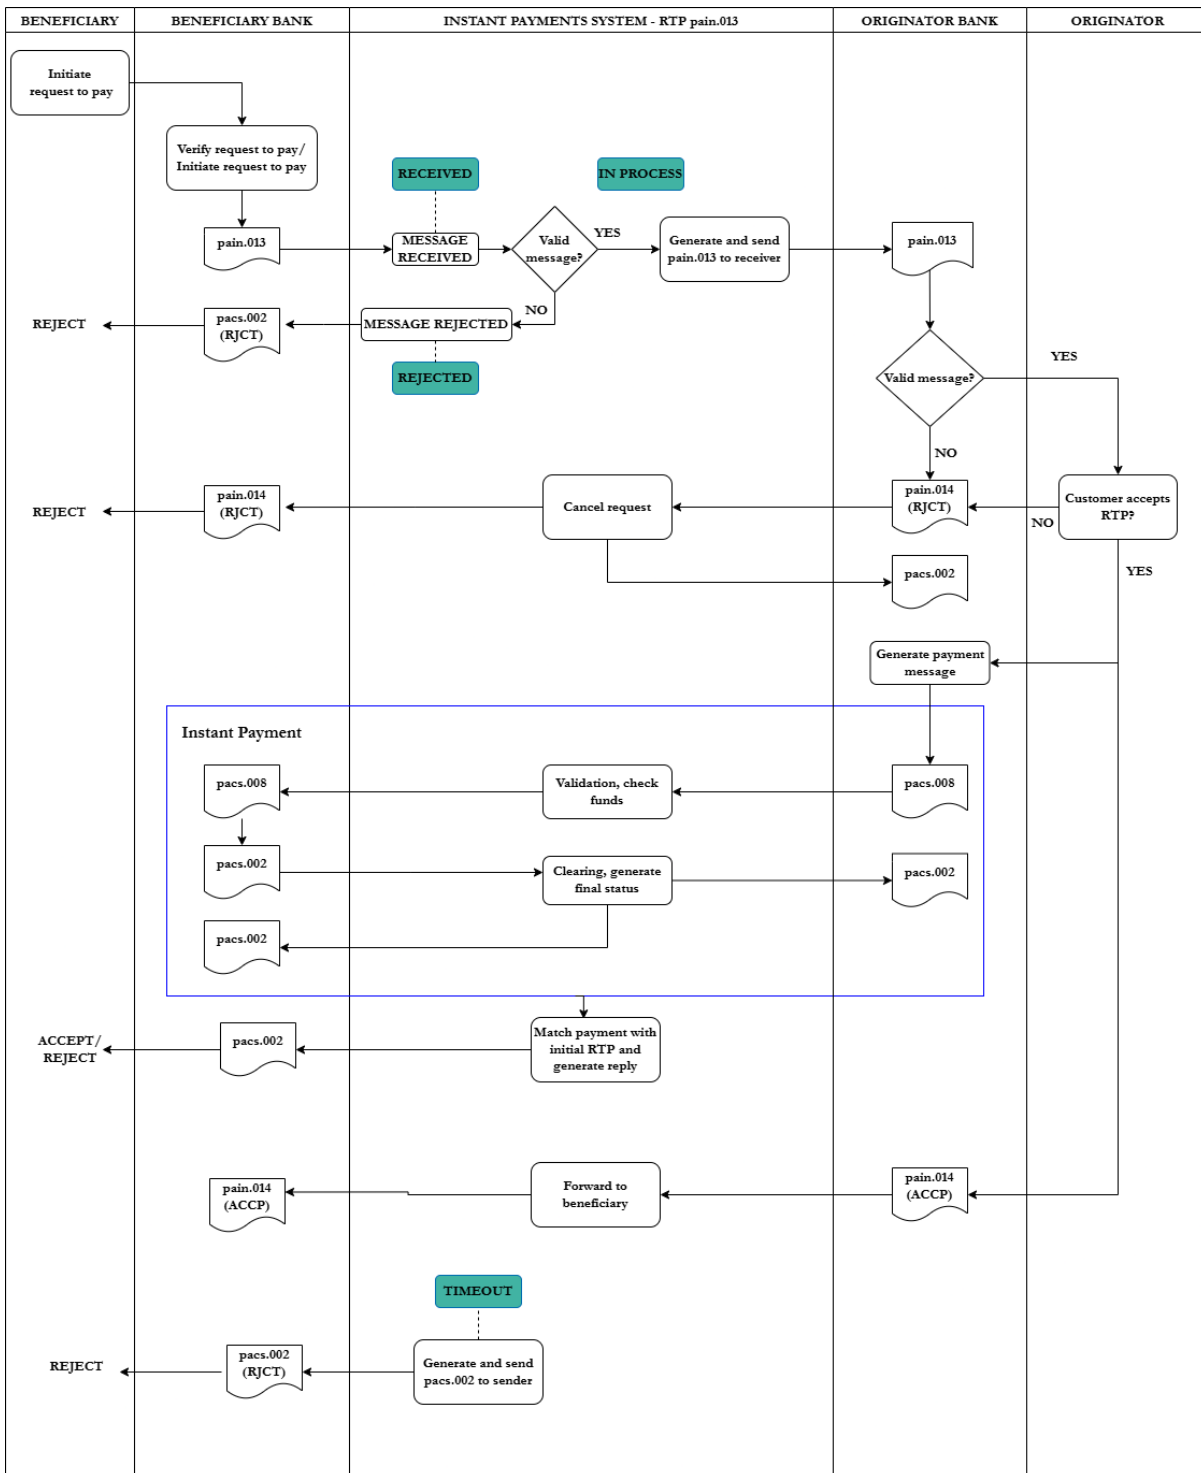 BENEFICIARY
BENEFICIARY BANK
INSTANT PAYMENTS SYSTEM - RTP pain.013
ORIGINATOR BANK
ORIGINATOR
Initiate
request to pay
Verify request to pay/
Initiate request to pay
RECEIVED
IN PROCESS
pain.013
MESSAGE
RECEIVED
Valid
message?
YES
Generate and send
pain.013 to receiver
pain.013
NO
REJECT
pacs.002
(RJCT)
MESSAGE REJECTED
REJECTED
Valid message?
YES
NO
REJECT
pain.014
(RJCT)
Cancel request
pain.014
(RJCT)
NO
Customer accepts
RTP?
pacs.002
YES
Generate payment
message
Instant Payment
pacs.008
Validation, check
funds
pacs.008
pacs.002
Clearing, generate
final status
pacs.002
pacs.002
ACCEPT/
REJECT
pacs.002
Match payment with
initial RTP and
generate reply
pain.014
(ACCP)
Forward to
beneficiary
pain.014
(ACCP)
TIMEOUT
REJECT
pacs.002
(RJCT)
Generate and send
pacs.002 to sender